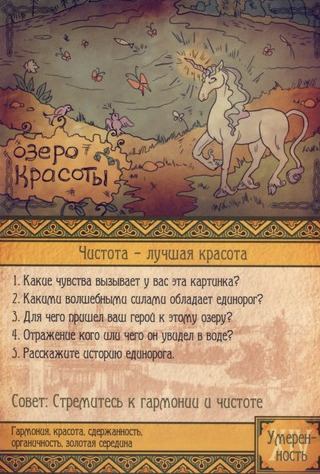 озеро
Красоты
Чистота – лучшая красота
1. Какие чувства вызывает у вас эта картинка?
2. Какими волшебными силами обладает единорог?
3. Для чего пришел ваш герой к этому озеру?
4. Отражение кого или чего он увидел в воде?
5. Расскажите историю единорога.
Совет: Стремитесь к гармонии и чистоте
Гармония, красота, сдержанность,
органичность, золотая середина
XIV
Умерен-
ность